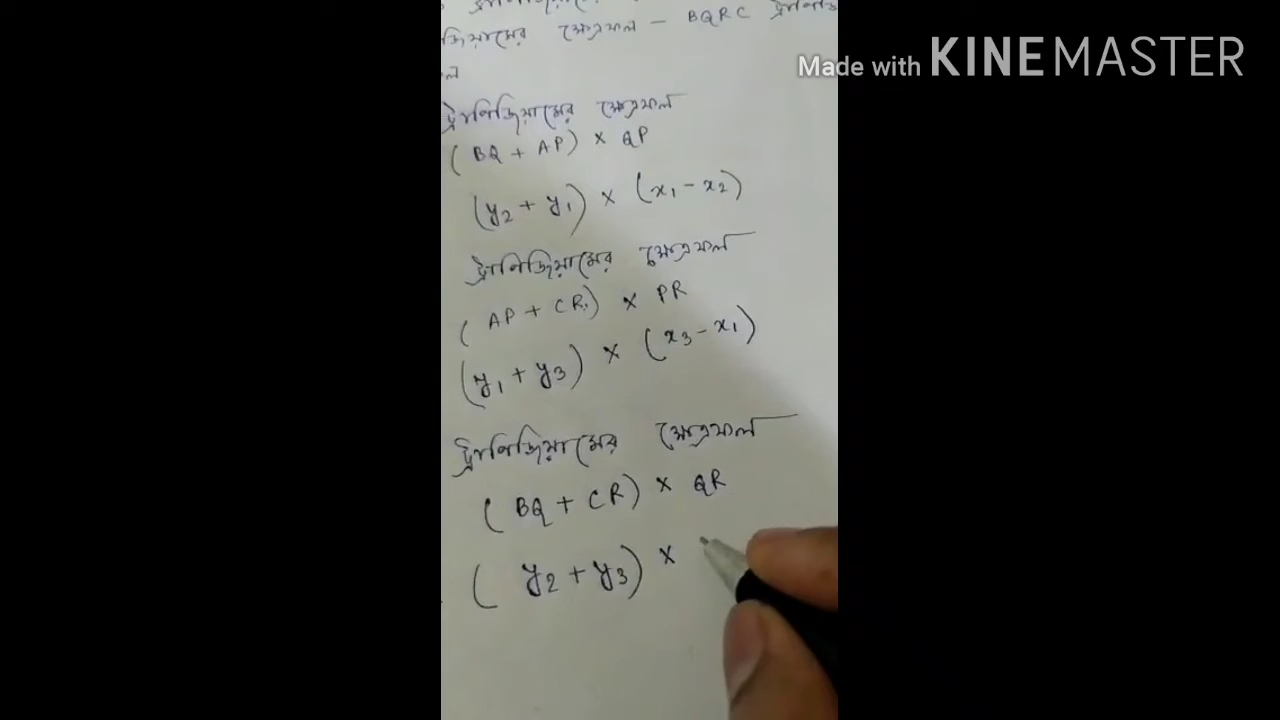 জিয়ামের ক্ষেত্রফল − BQRC
Made with KINEMASTER
ট্রাপিজিয়ামের ক্ষেত্রফল
( BQ + AP ) × QP
(y₂ + y₁) × (x₁ − x₂)
ট্রাপিজিয়ামের ক্ষেত্রফল
( AP + CR ) × PR
(y₁ + y₃) × (x₃ − x₁)
ট্রাপিজিয়ামের ক্ষেত্রফল
( BQ + CR ) × QR
( y₂ + y₃ ) ×